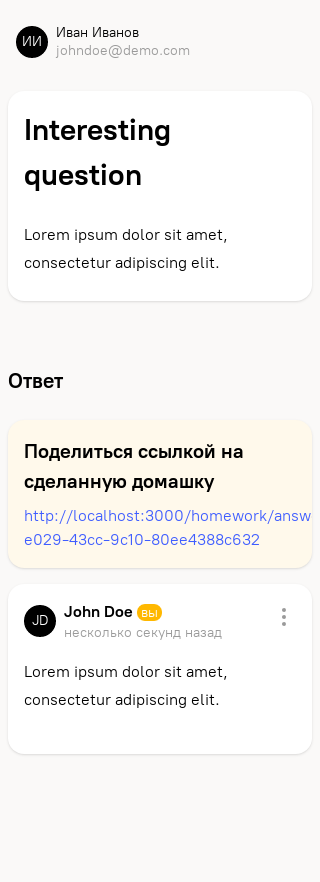 ИИ
Иван Иванов
johndoe@demo.com
Interesting
question
Lorem ipsum dolor sit amet,
consectetur adipiscing elit.
Ответ
Поделиться ссылкой на
сделанную домашку
http://localhost:3000/homework/answ
e029-43cc-9c10-80ee4388c632
JD
John Doe вы
несколько секунд назад
Lorem ipsum dolor sit amet,
consectetur adipiscing elit.